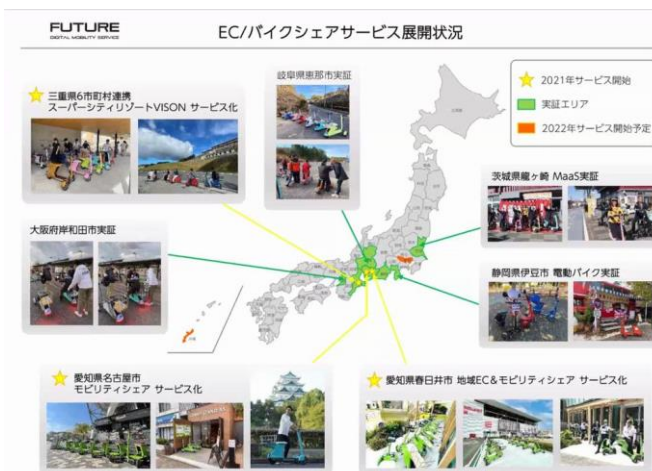 FUTURE
DIGITAL MOBILITY SERVICE
EC/バイクシェアサービス展開状況
三重県6市町村連携
スーパーシティリゾートVISON サービス化
岐阜県恵那市実証
2021年サービス開始
実証エリア
2022年サービス開始予定
茨城県龍ヶ崎 MaaS実証
大阪府岸和田市実証
静岡県伊豆市 電動バイク実証
愛知県名古屋市
モビリティシェア サービス化
愛知県春日井市 地域EC&モビリティシェア サービス化